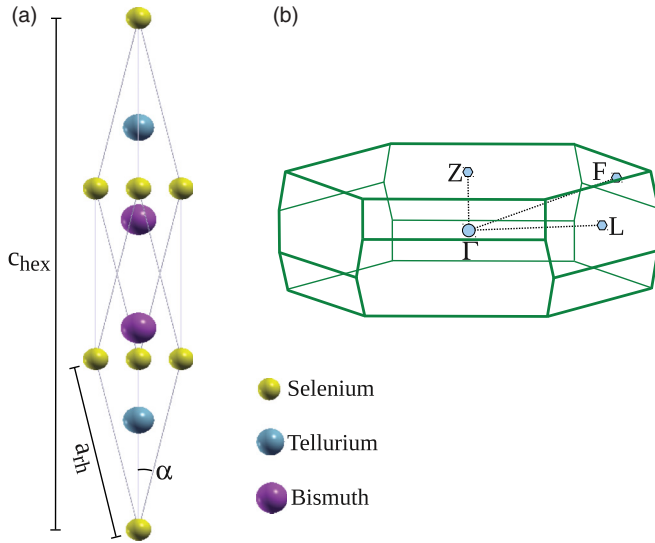 (a)
(b)
c_hex
a_rh
α
Z
F
L
Γ
Selenium
Tellurium
Bismuth